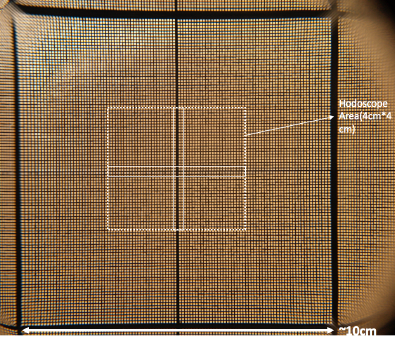 Hodoscope
Area(4cm*4
cm)
~10cm